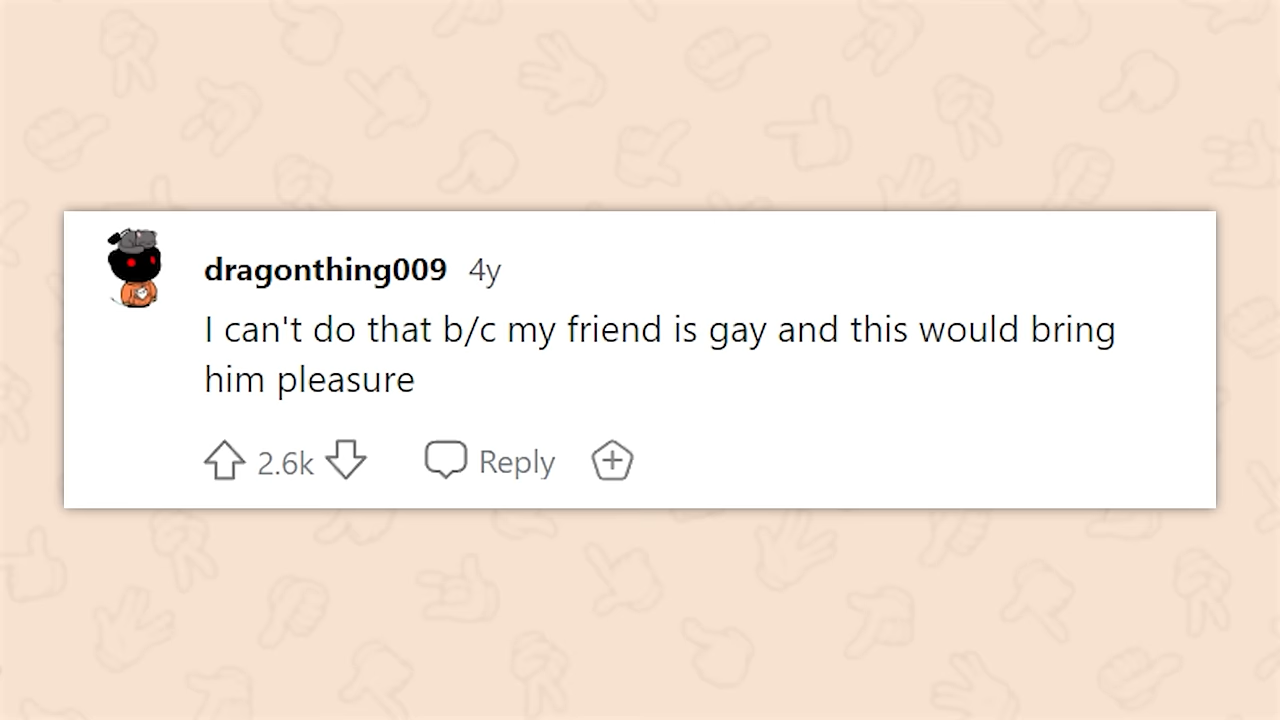 dragonthing009 4y
I can't do that b/c my friend is gay and this would bring
him pleasure
2.6k Reply